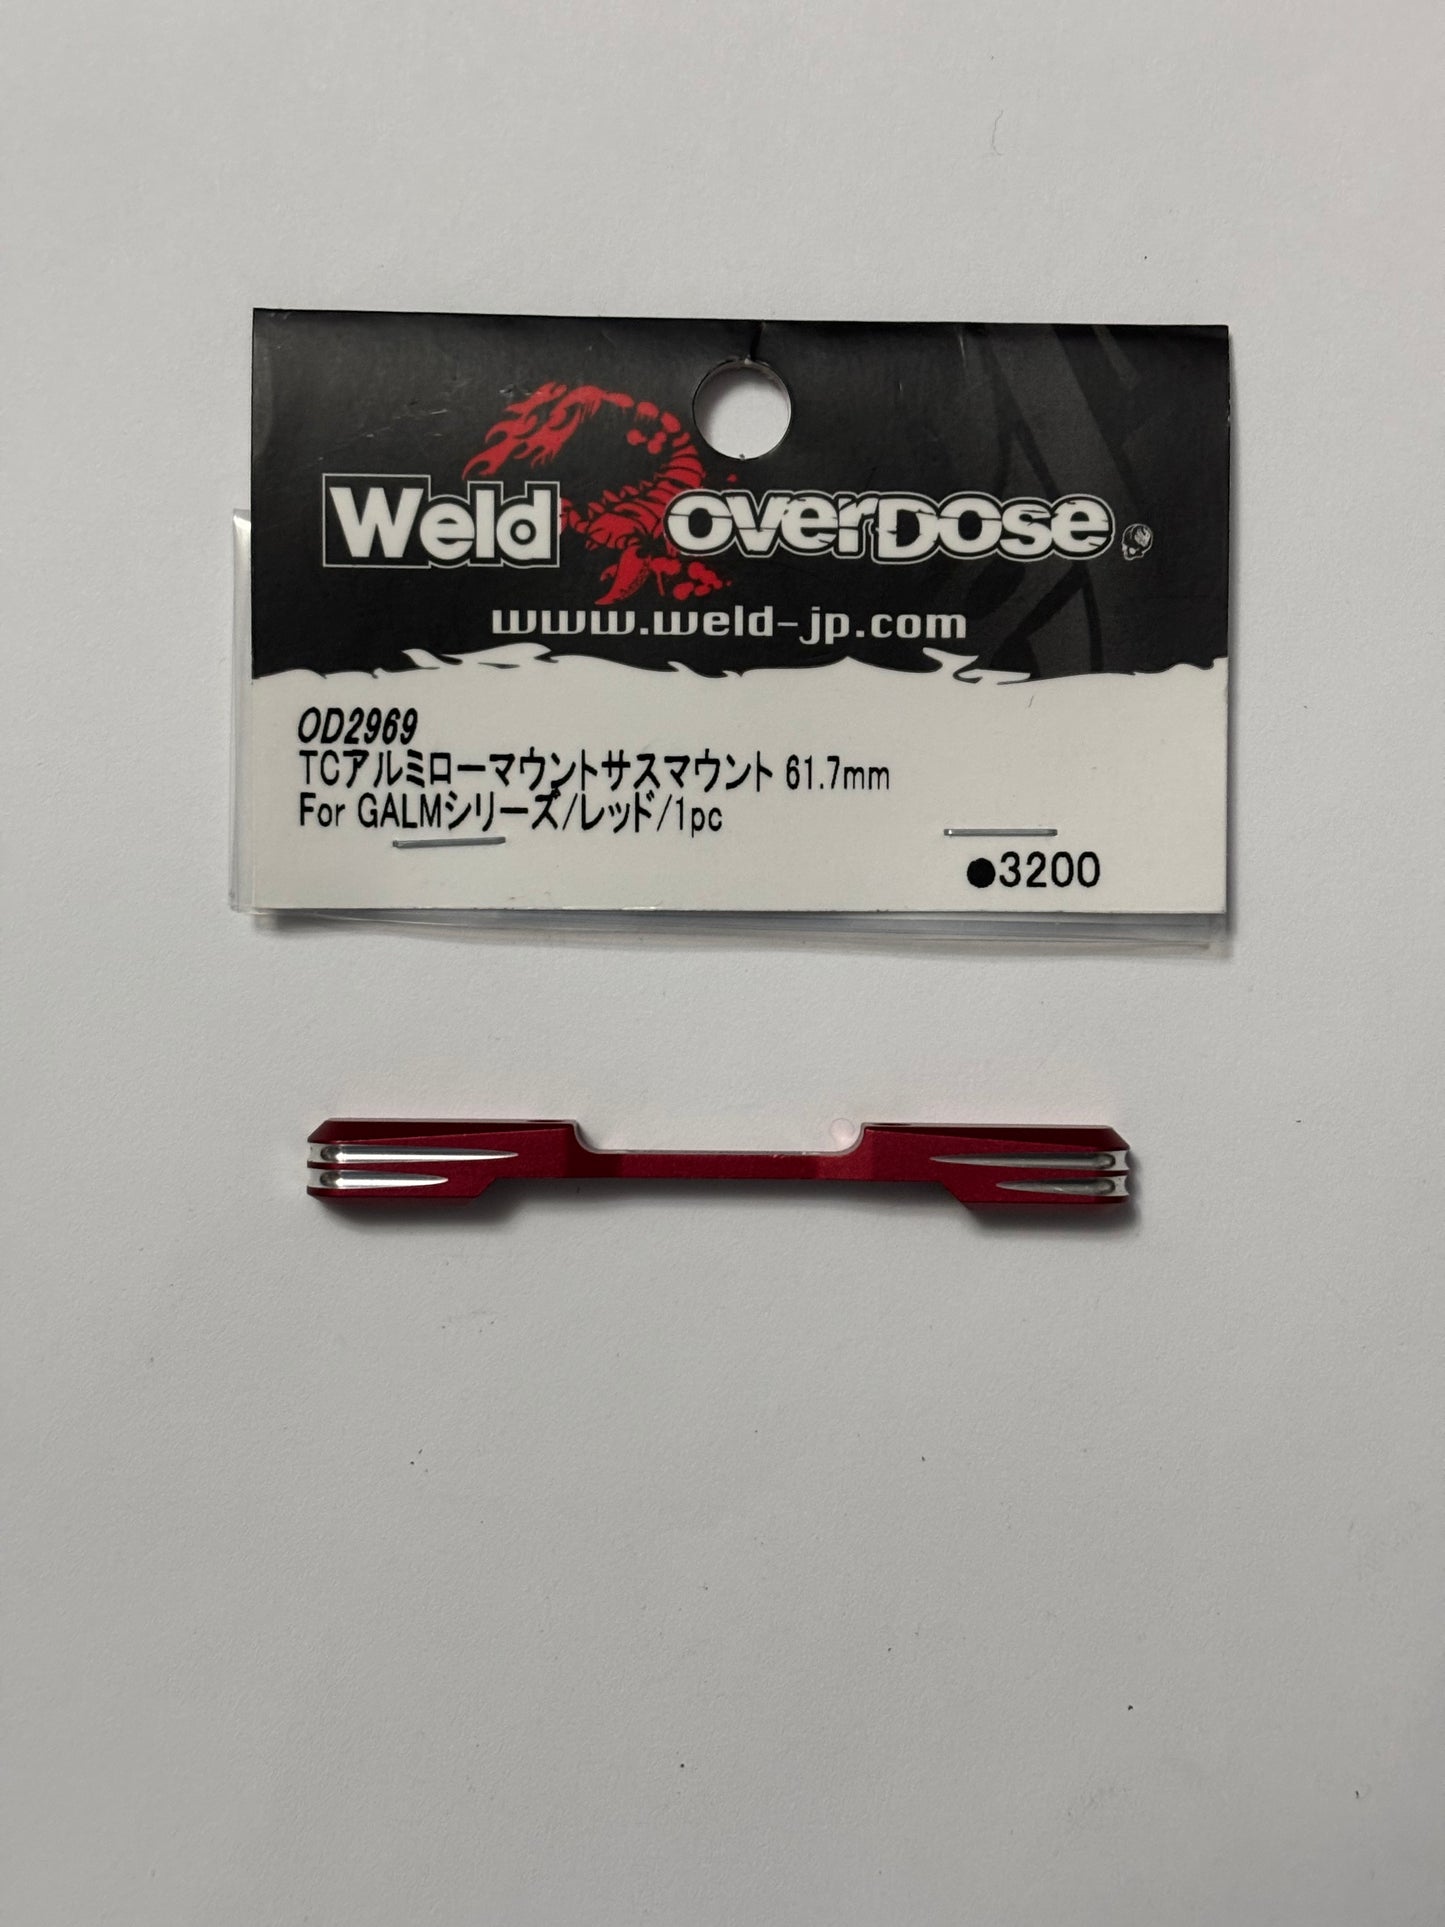 Weld overDose.
www.weld-jp.com
OD2969
TCアルミローマウントサスマウント 61.7mm
For GALMシリーズ/レッド/1pc
●3200